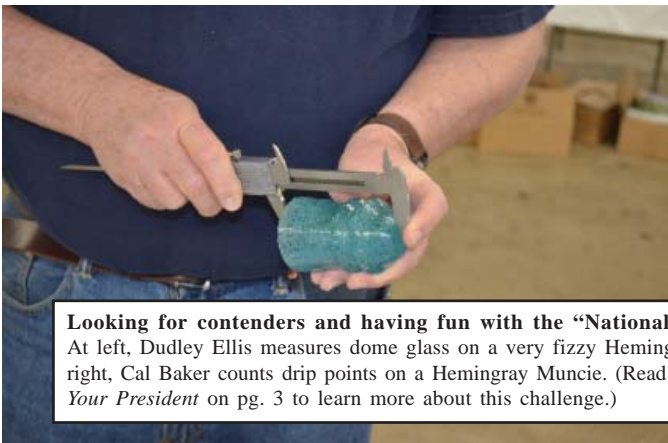 Looking for contenders and having fun with the “National
At left, Dudley Ellis measures dome glass on a very fizzy Heming
right, Cal Baker counts drip points on a Hemingray Muncie. (Read
Your President on pg. 3 to learn more about this challenge.)